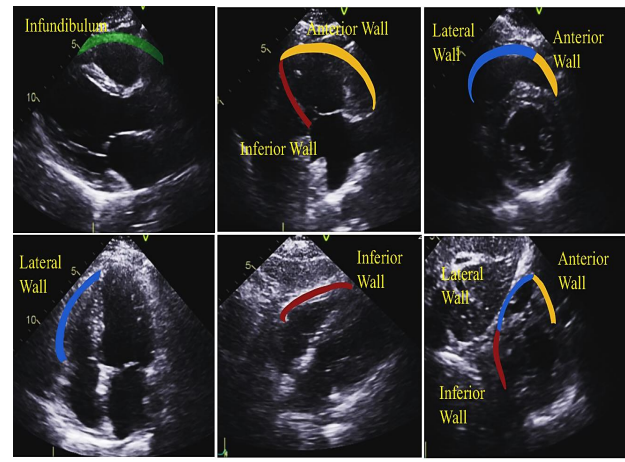 Infundibulum
5
10
Anterior Wall
5
Inferior Wall
Lateral
Wall
Anterior
Wall
Lateral
Wall
5
10
Inferior
Wall
5
Lateral
Wall
Anterior
Wall
Inferior
Wall